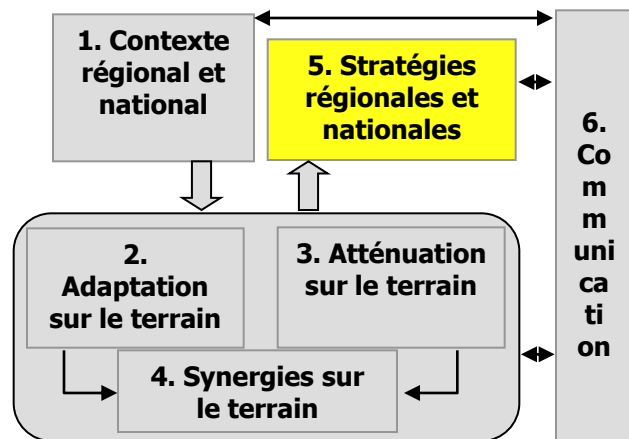 1. Contexte
régional et
national
5. Stratégies
régionales et
nationales
2.
Adaptation
sur le terrain
3. Atténuation
sur le terrain
4. Synergies sur
le terrain
6.
Co
m
m
uni
ca
ti
on